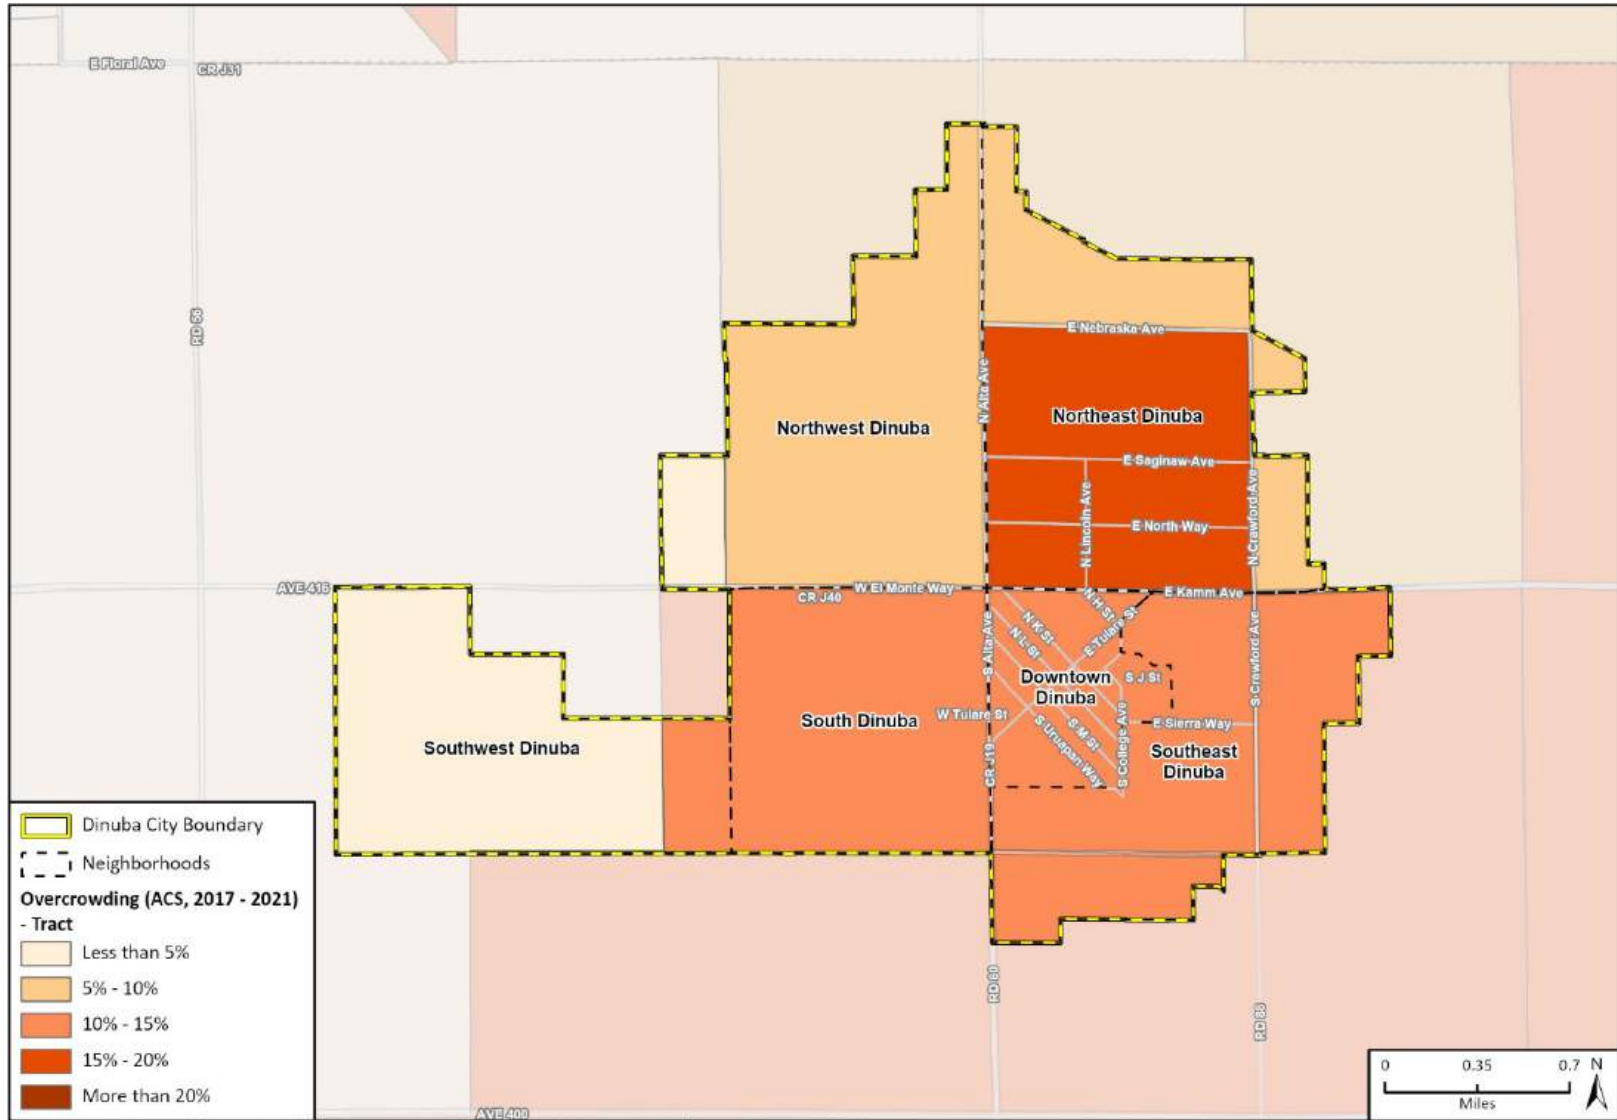 E Floral Ave
CR J31
RD 56
N Alta Ave
E Nebraska Ave
Northwest Dinuba
Northeast Dinuba
E Saginaw Ave
N Lincoln Ave
E North Way
N Crawford Ave
AVE 416
W El Monte Way
CR J40
E Kamm Ave
N H St
N K St
N L St
E Tulare St
S Alta Ave
S Crawford Ave
Downtown
Dinuba
S J St
South Dinuba
W Tulare St
E Sierra Way
Southwest Dinuba
S Uruapan Way
S M St
S College Ave
CR J19
Southeast
Dinuba
RD 80
RD 86
AVE 400
Dinuba City Boundary
Neighborhoods
Overcrowding (ACS, 2017 - 2021)
- Tract
Less than 5%
5% - 10%
10% - 15%
15% - 20%
More than 20%
0 0.35 0.7
Miles
N